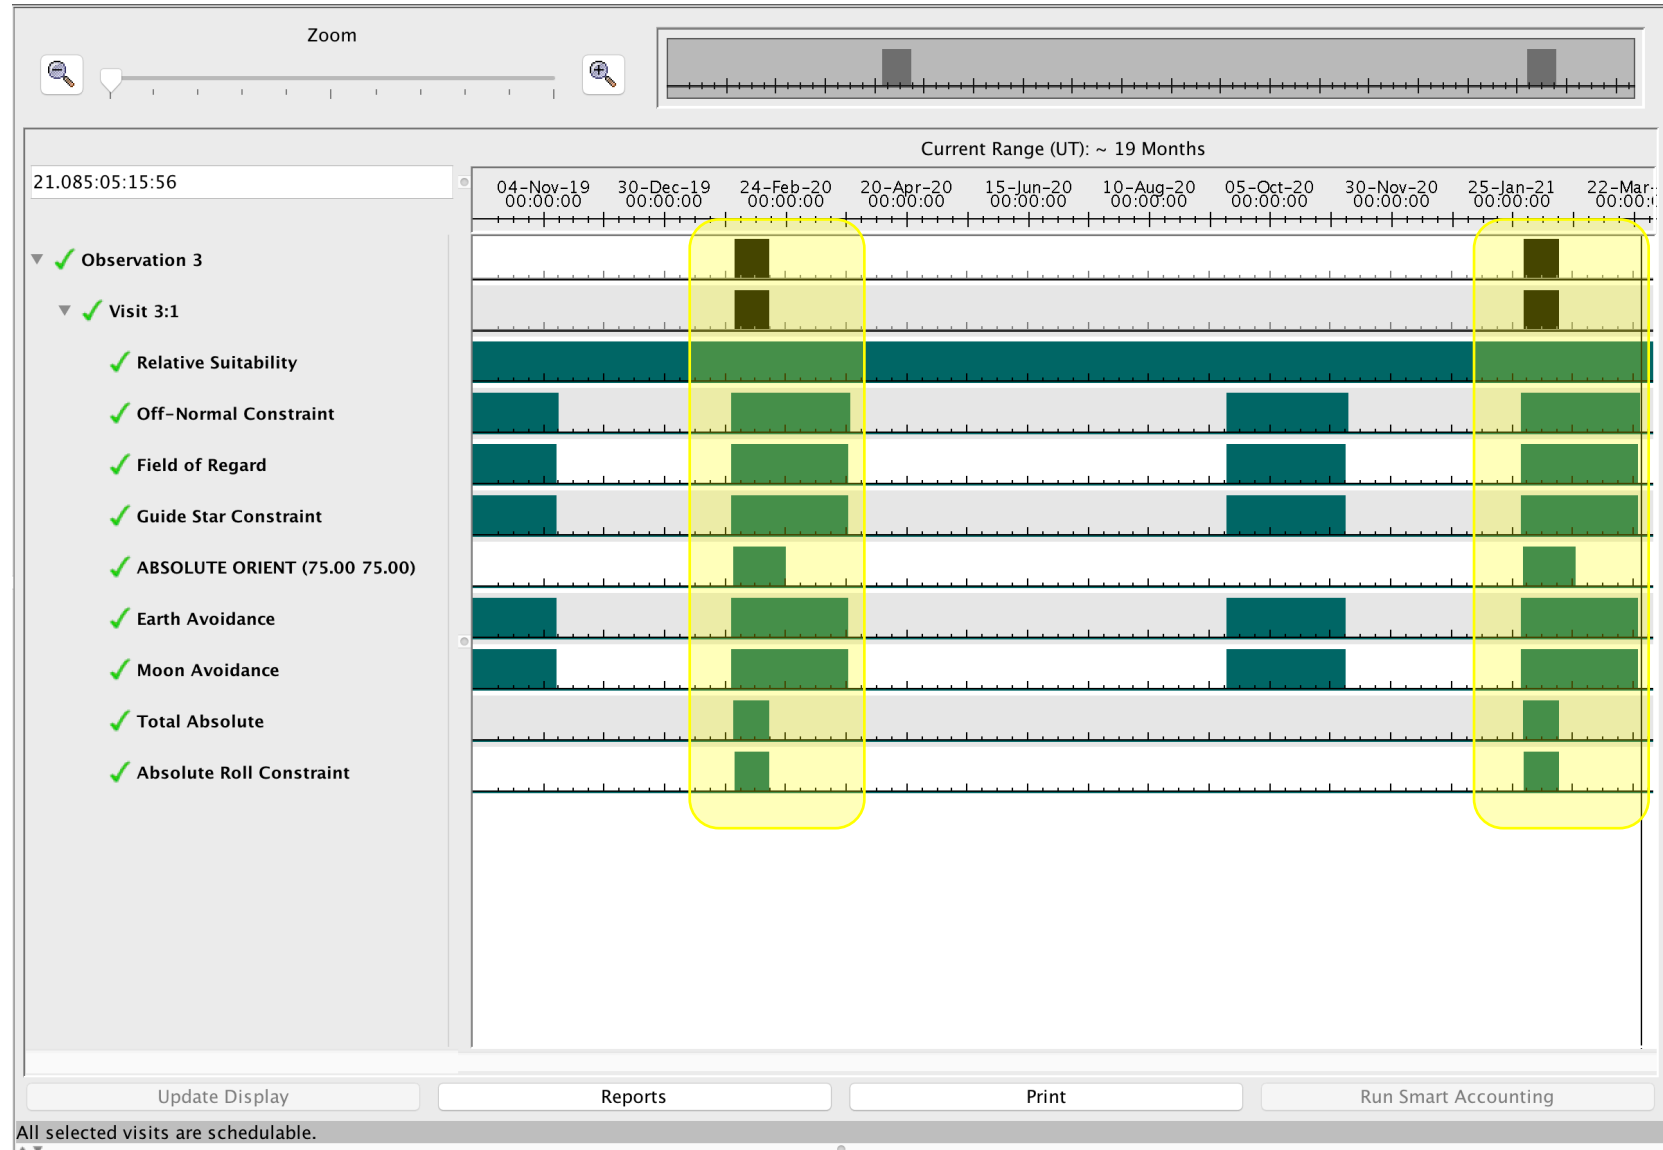 Zoom
Current Range (UT): ~ 19 Months
21.085:05:15:56
04-Nov-19 30-Dec-19 24-Feb-20 20-Apr-20 15-Jun-20 10-Aug-20 05-Oct-20 30-Nov-20 25-Jan-21 22-Mar-
00:00:00 00:00:00 00:00:00 00:00:00 00:00:00 00:00:00 00:00:00 00:00:00 00:00:00 00:00:
Observation 3
Visit 3:1
Relative Suitability
Off-Normal Constraint
Field of Regard
Guide Star Constraint
ABSOLUTE ORIENT (75.00 75.00)
Earth Avoidance
Moon Avoidance
Total Absolute
Absolute Roll Constraint
Update Display Reports Print Run Smart Accounting
All selected visits are schedulable.